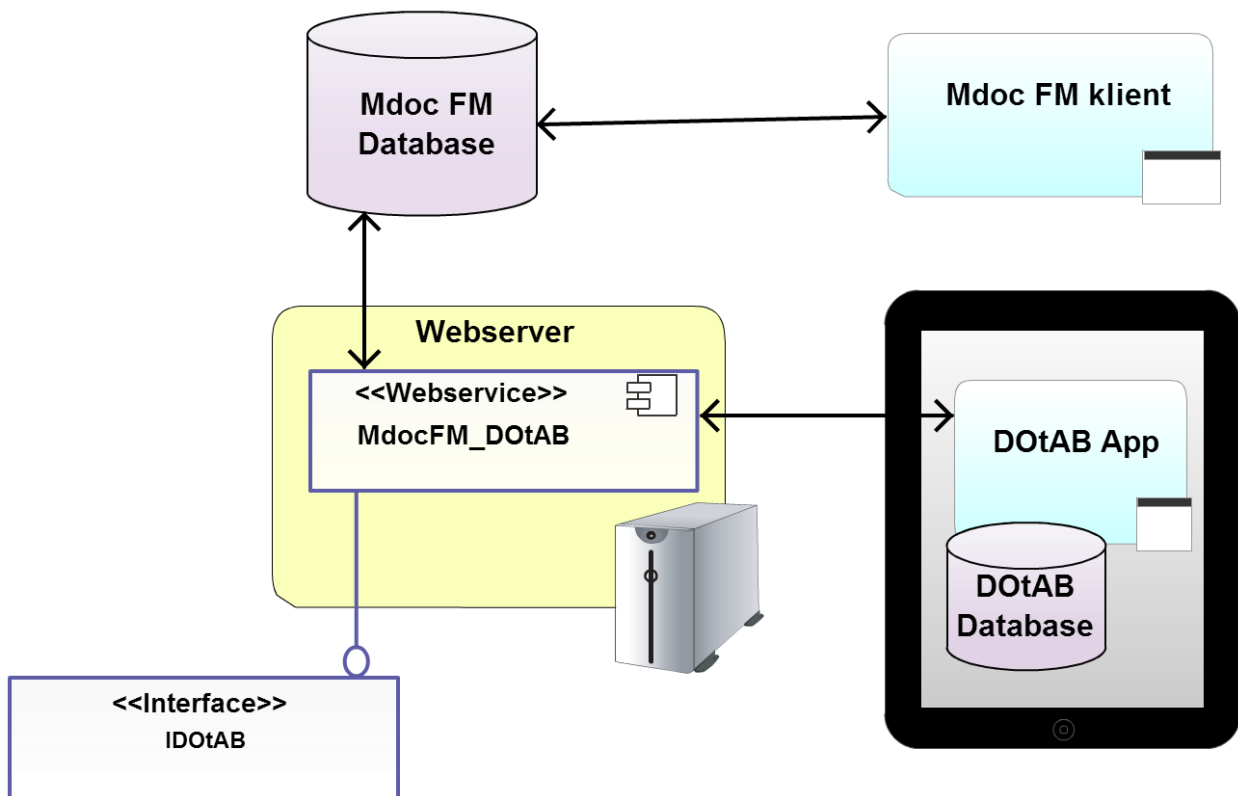 Mdoc FM
Database
Mdoc FM klient
Webserver
<<Webservice>>
MdocFM_DOtAB
DOtAB App
DOtAB
Database
<<Interface>>
IDOtAB